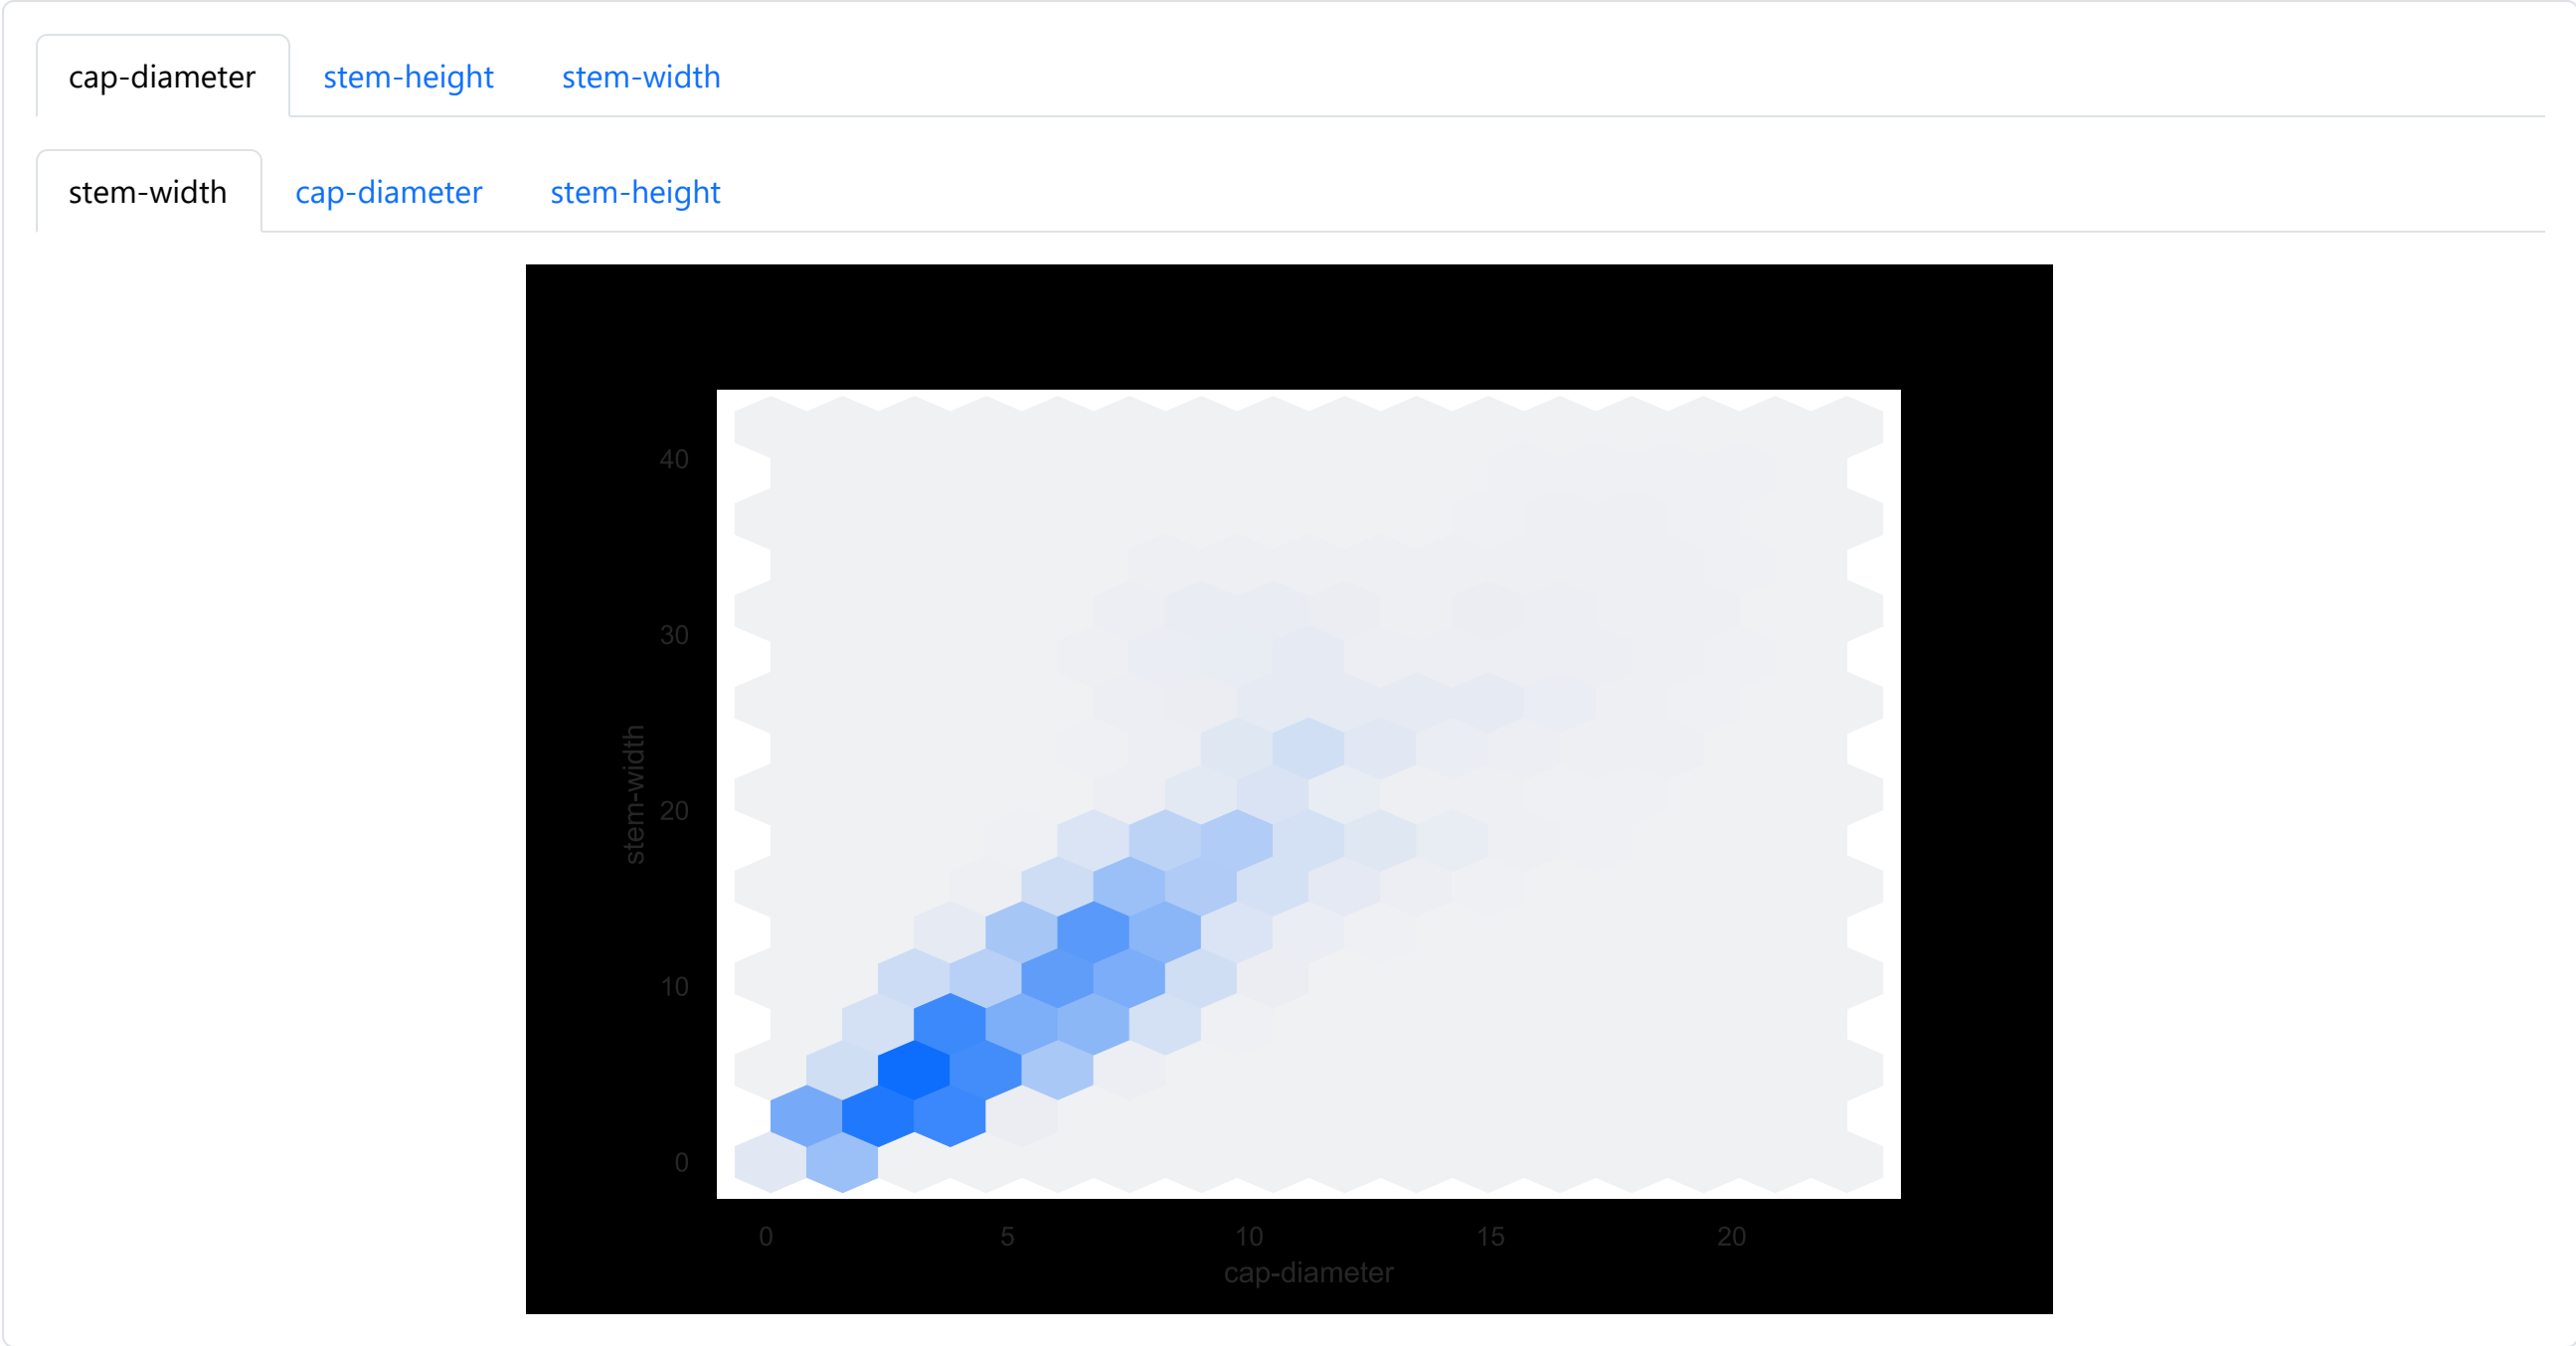 cap-diameter stem-height stem-width
stem-width cap-diameter stem-height
40
30
20
10
0
stem-width
0 5 10 15 20
cap-diameter